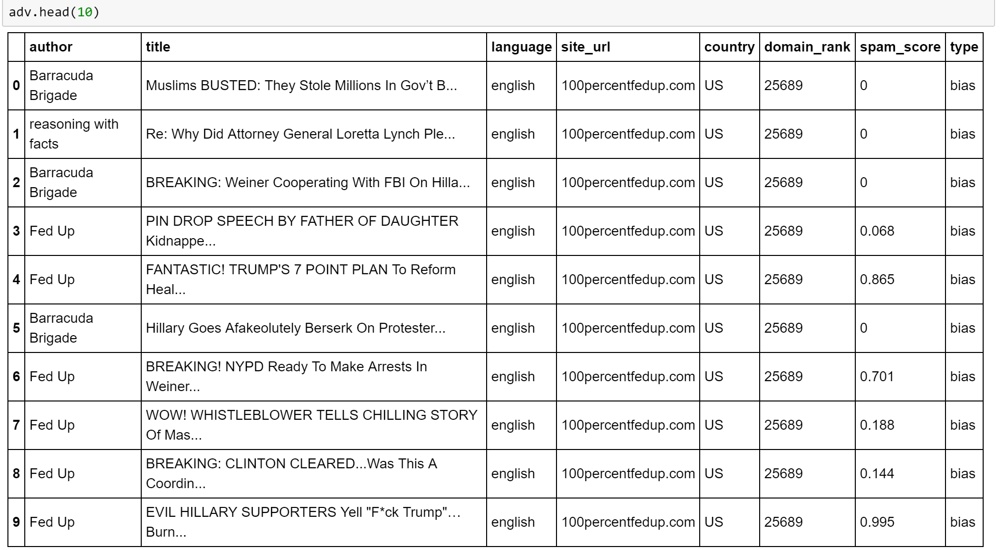 adv.head(10)
author title language site_url country domain_rank spam_score type
0 Barracuda Brigade Muslims BUSTED: They Stole Millions In Gov’t B... english 100percentfedup.com US 25689 0 bias
1 reasoning with facts Re: Why Did Attorney General Loretta Lynch Ple... english 100percentfedup.com US 25689 0 bias
2 Barracuda Brigade BREAKING: Weiner Cooperating With FBI On Hilla... english 100percentfedup.com US 25689 0 bias
3 Fed Up PIN DROP SPEECH BY FATHER OF DAUGHTER Kidnappe... english 100percentfedup.com US 25689 0.068 bias
4 Fed Up FANTASTIC! TRUMP'S 7 POINT PLAN To Reform Heal... english 100percentfedup.com US 25689 0.865 bias
5 Barracuda Brigade Hillary Goes Afakeolutely Berserk On Protester... english 100percentfedup.com US 25689 0 bias
6 Fed Up BREAKING! NYPD Ready To Make Arrests In Weiner... english 100percentfedup.com US 25689 0.701 bias
7 Fed Up WOW! WHISTLEBLOWER TELLS CHILLING STORY Of Mas... english 100percentfedup.com US 25689 0.188 bias
8 Fed Up BREAKING: CLINTON CLEARED...Was This A Coordin... english 100percentfedup.com US 25689 0.144 bias
9 Fed Up EVIL HILLARY SUPPORTERS Yell "F*ck Trump"… Burn... english 100percentfedup.com US 25689 0.995 bias